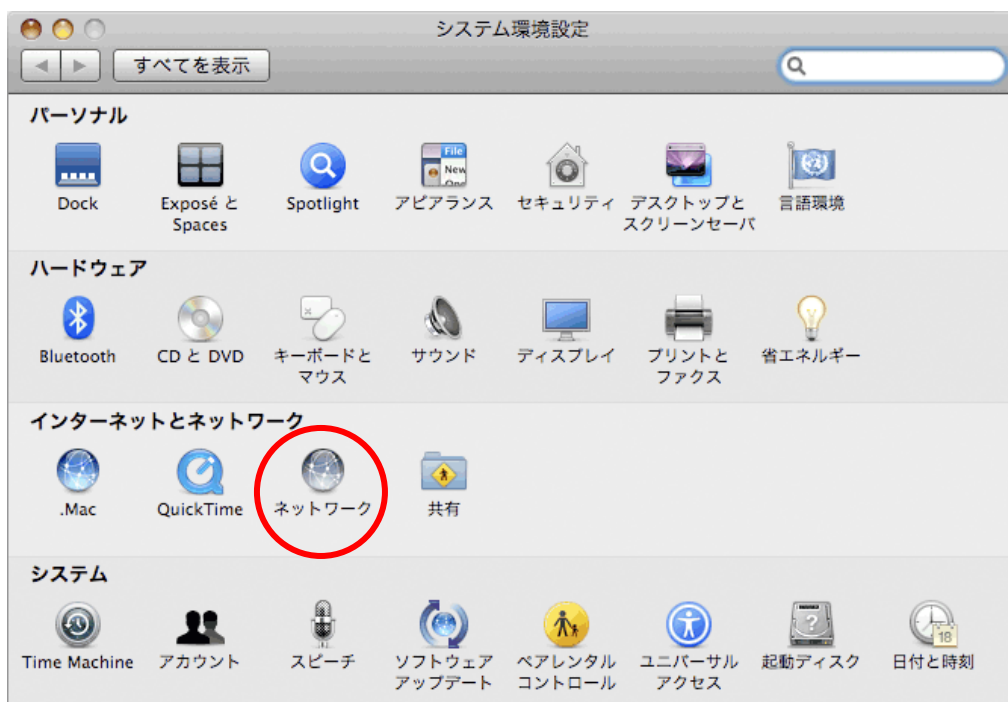 システム環境設定
すべてを表示
パーソナル
Dock
Exposé と
Spaces
Spotlight
File
New
アピアランス
セキュリティ
デスクトップと
スクリーンセーバ
言語環境
ハードウェア
Bluetooth
CD と DVD
キーボードと
マウス
サウンド
ディスプレイ
プリントと
ファクス
省エネルギー
インターネットとネットワーク
.Mac
QuickTime
ネットワーク
共有
システム
Time Machine
アカウント
スピーチ
ソフトウェア
アップデート
ペアレンタル
コントロール
ユニバーサル
アクセス
?
起動ディスク
18
日付と時刻